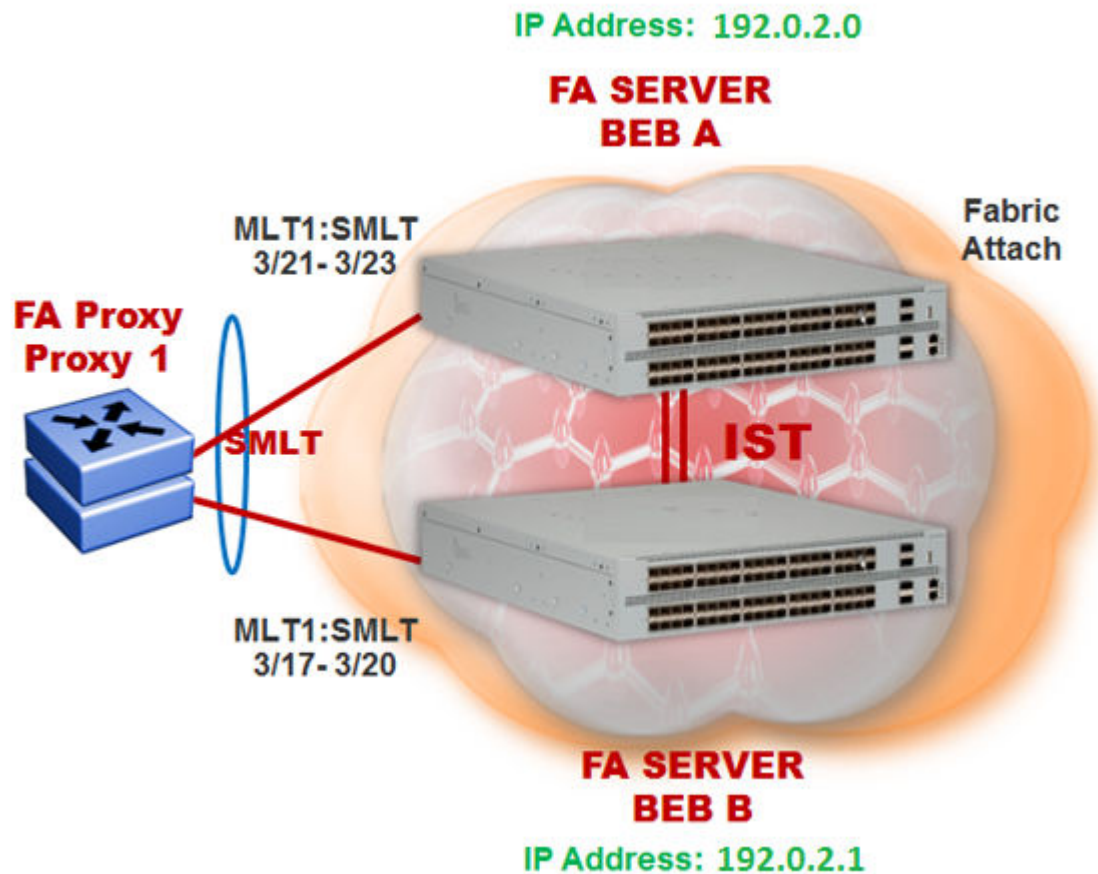 IP Address: 192.0.2.0
FA SERVER
BEB A
MLT1:SMLT
3/21- 3/23
Fabric
Attach
FA Proxy
Proxy 1
SMLT
IST
MLT1:SMLT
3/17- 3/20
FA SERVER
BEB B
IP Address: 192.0.2.1